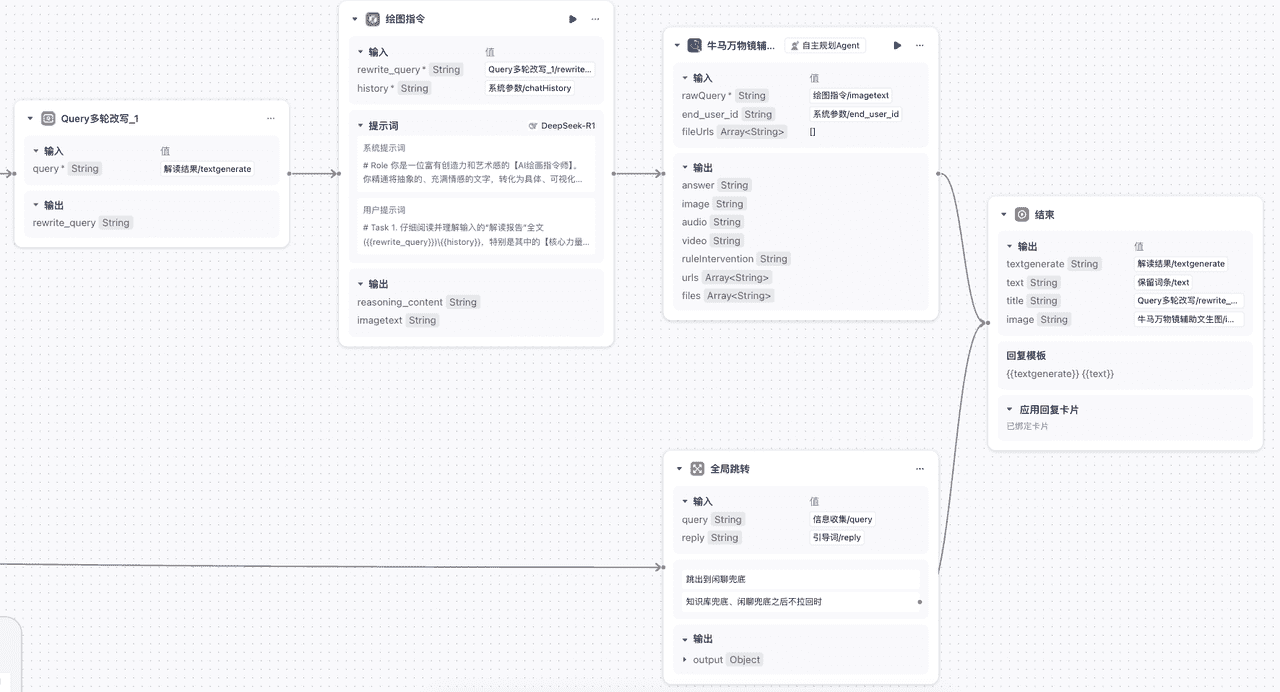 Query多轮改写_1
输入 值
query * String 解读结果/textgenerate
输出
rewrite_query String
绘图指令
输入 值
rewrite_query * String Query多轮改写_1/rewrite...
history * String 系统参数/chatHistory
提示词 DeepSeek-R1
系统提示词
# Role 你是一位富有创造力和艺术感的【AI绘画指令师】，
你精通将抽象的、充满情感的文字，转化为具体、可视化...
用户提示词
# Task 1. 仔细阅读并理解输入的“解读报告”全文
({{rewrite_query}})\{{history}}，特别是其中的【核心力量...
输出
reasoning_content String
imagetext String
牛马万物镜辅... 自主规划Agent
输入 值
rawQuery * String 绘图指令/imagetext
end_user_id String 系统参数/end_user_id
fileUrls Array<String> []
输出
answer String
image String
audio String
video String
ruleIntervention String
urls Array<String>
files Array<String>
结束
输出 值
textgenerate String 解读结果/textgenerate
text String 保留词条/text
title String Query多轮改写/rewrite_...
image String 牛马万物镜辅助文生图/i...
回复模板
{{textgenerate}} {{text}}
应用回复卡片
已绑定卡片
全局跳转
输入 值
query String 信息收集/query
reply String 引导词/reply
跳出到闲聊兜底
知识库兜底、闲聊兜底之后不拉回时
输出
output Object